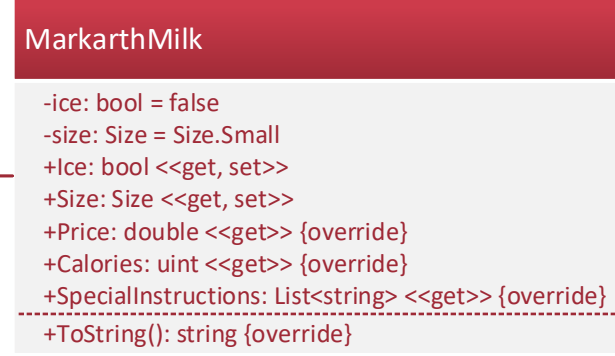 MarkarthMilk
-ice: bool = false
-size: Size = Size.Small
+Ice: bool <<get, set>>
+Size: Size <<get, set>>
+Price: double <<get>> {override}
+Calories: uint <<get>> {override}
+SpecialInstructions: List<string> <<get>> {override}
+ToString(): string {override}